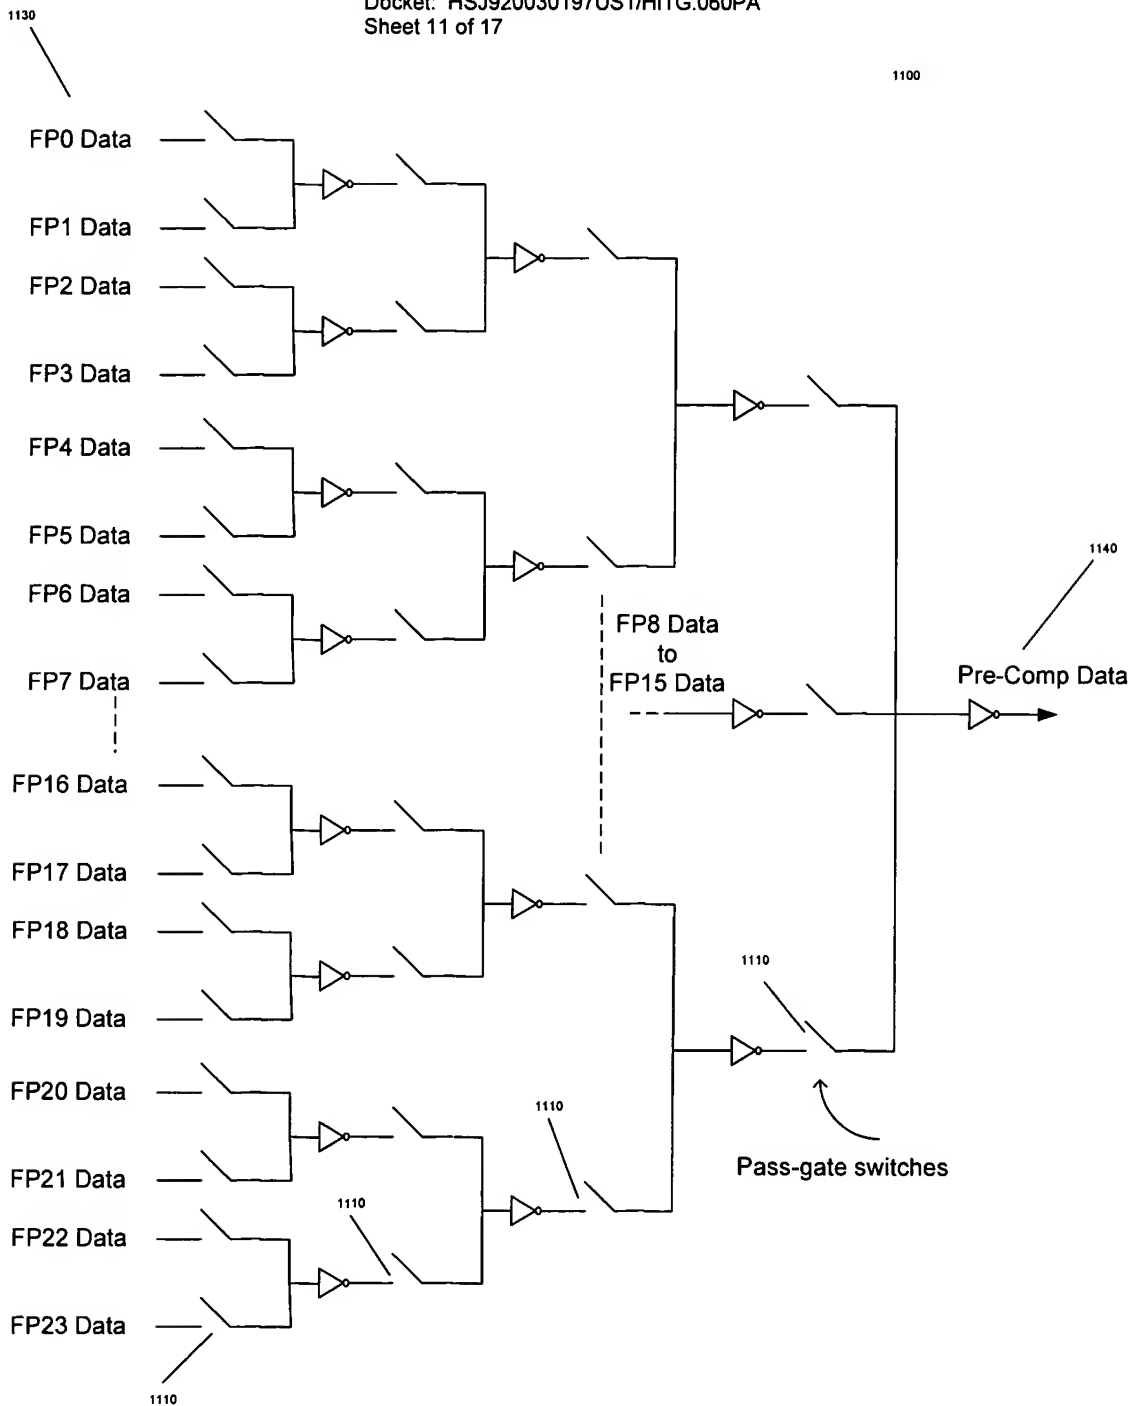 Docket: HSJ920030197US1/HITG.060PA
Sheet 11 of 17
1130
1100
FP0 Data
FP1 Data
FP2 Data
FP3 Data
FP4 Data
FP5 Data
FP6 Data
FP7 Data
FP8 Data
to
FP15 Data
1140
Pre-Comp Data
FP16 Data
FP17 Data
FP18 Data
FP19 Data
1110
FP20 Data
1110
FP21 Data
Pass-gate switches
1110
FP22 Data
FP23 Data
1110